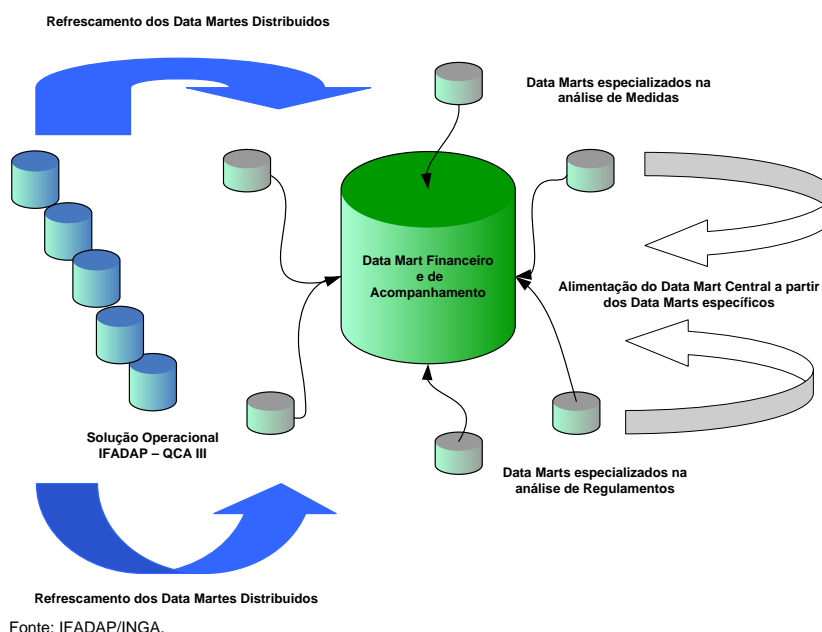 Refrescamento dos Data Martes Distribuidos
Data Marts especializados na
análise de Medidas
Data Mart Financeiro
e de
Acompanhamento
Alimentação do Data Mart Central a partir
dos Data Marts específicos
Solução Operacional
IFADAP – QCA III
Data Marts especializados na
análise de Regulamentos
Refrescamento dos Data Martes Distribuidos
Fonte: IFADAP/INGA.